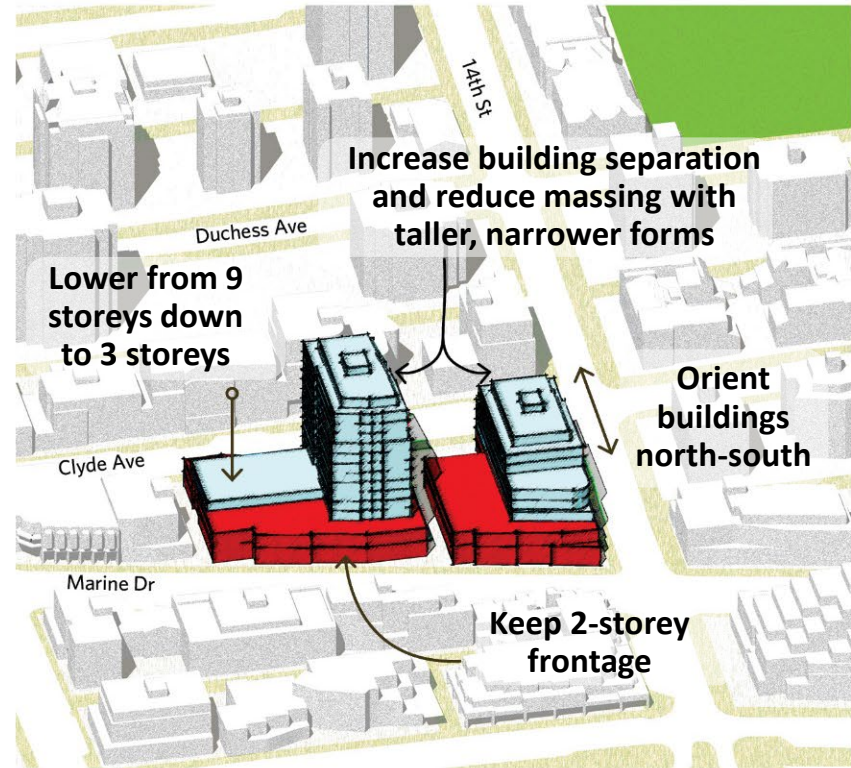 14th St
Increase building separation
and reduce massing with
taller, narrower forms
Duchess Ave
Lower from 9
storeys down
to 3 storeys
Orient
buildings
north-south
Clyde Ave
Marine Dr
Keep 2-storey
frontage